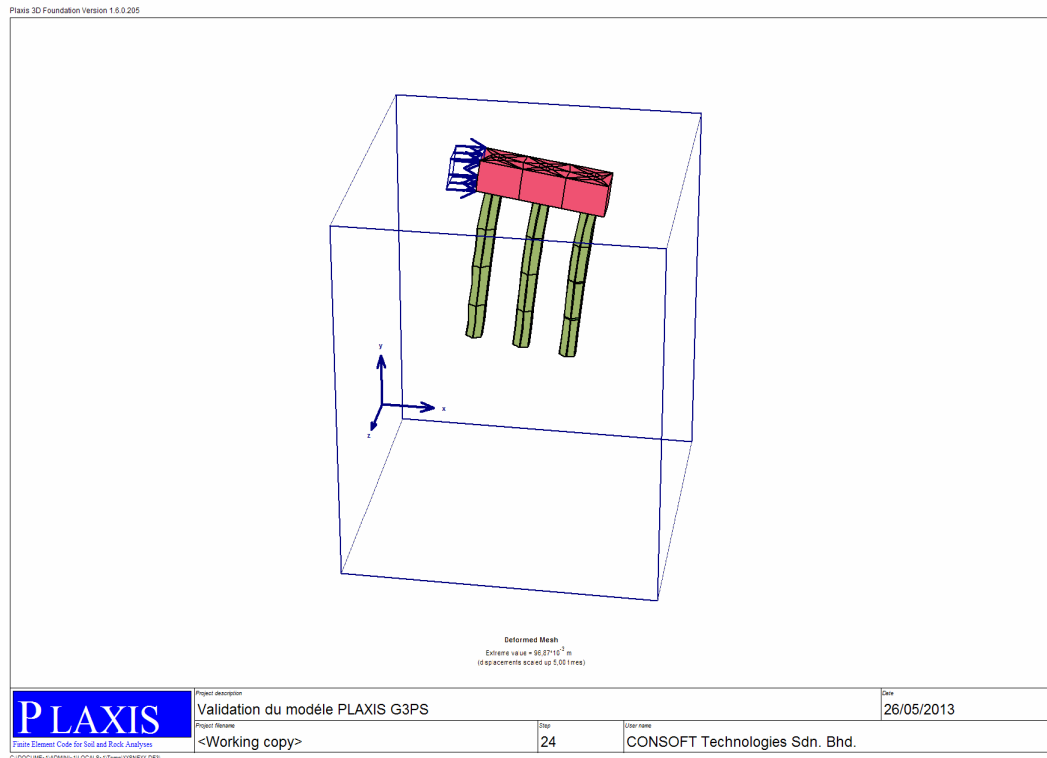 Plaxis 3D Foundation Version 1.6.0.205
y
x
z
Deformed Mesh
Extreme value = 96,87*10-3 m
(displacements scaled up 5,00 times)
PLAXIS
Finite Element Code for Soil and Rock Analyses
Project description
Validation du modéle PLAXIS G3PS
Date
26/05/2013
Project filename
<Working copy>
Step
24
User name
CONSOFT Technologies Sdn. Bhd.